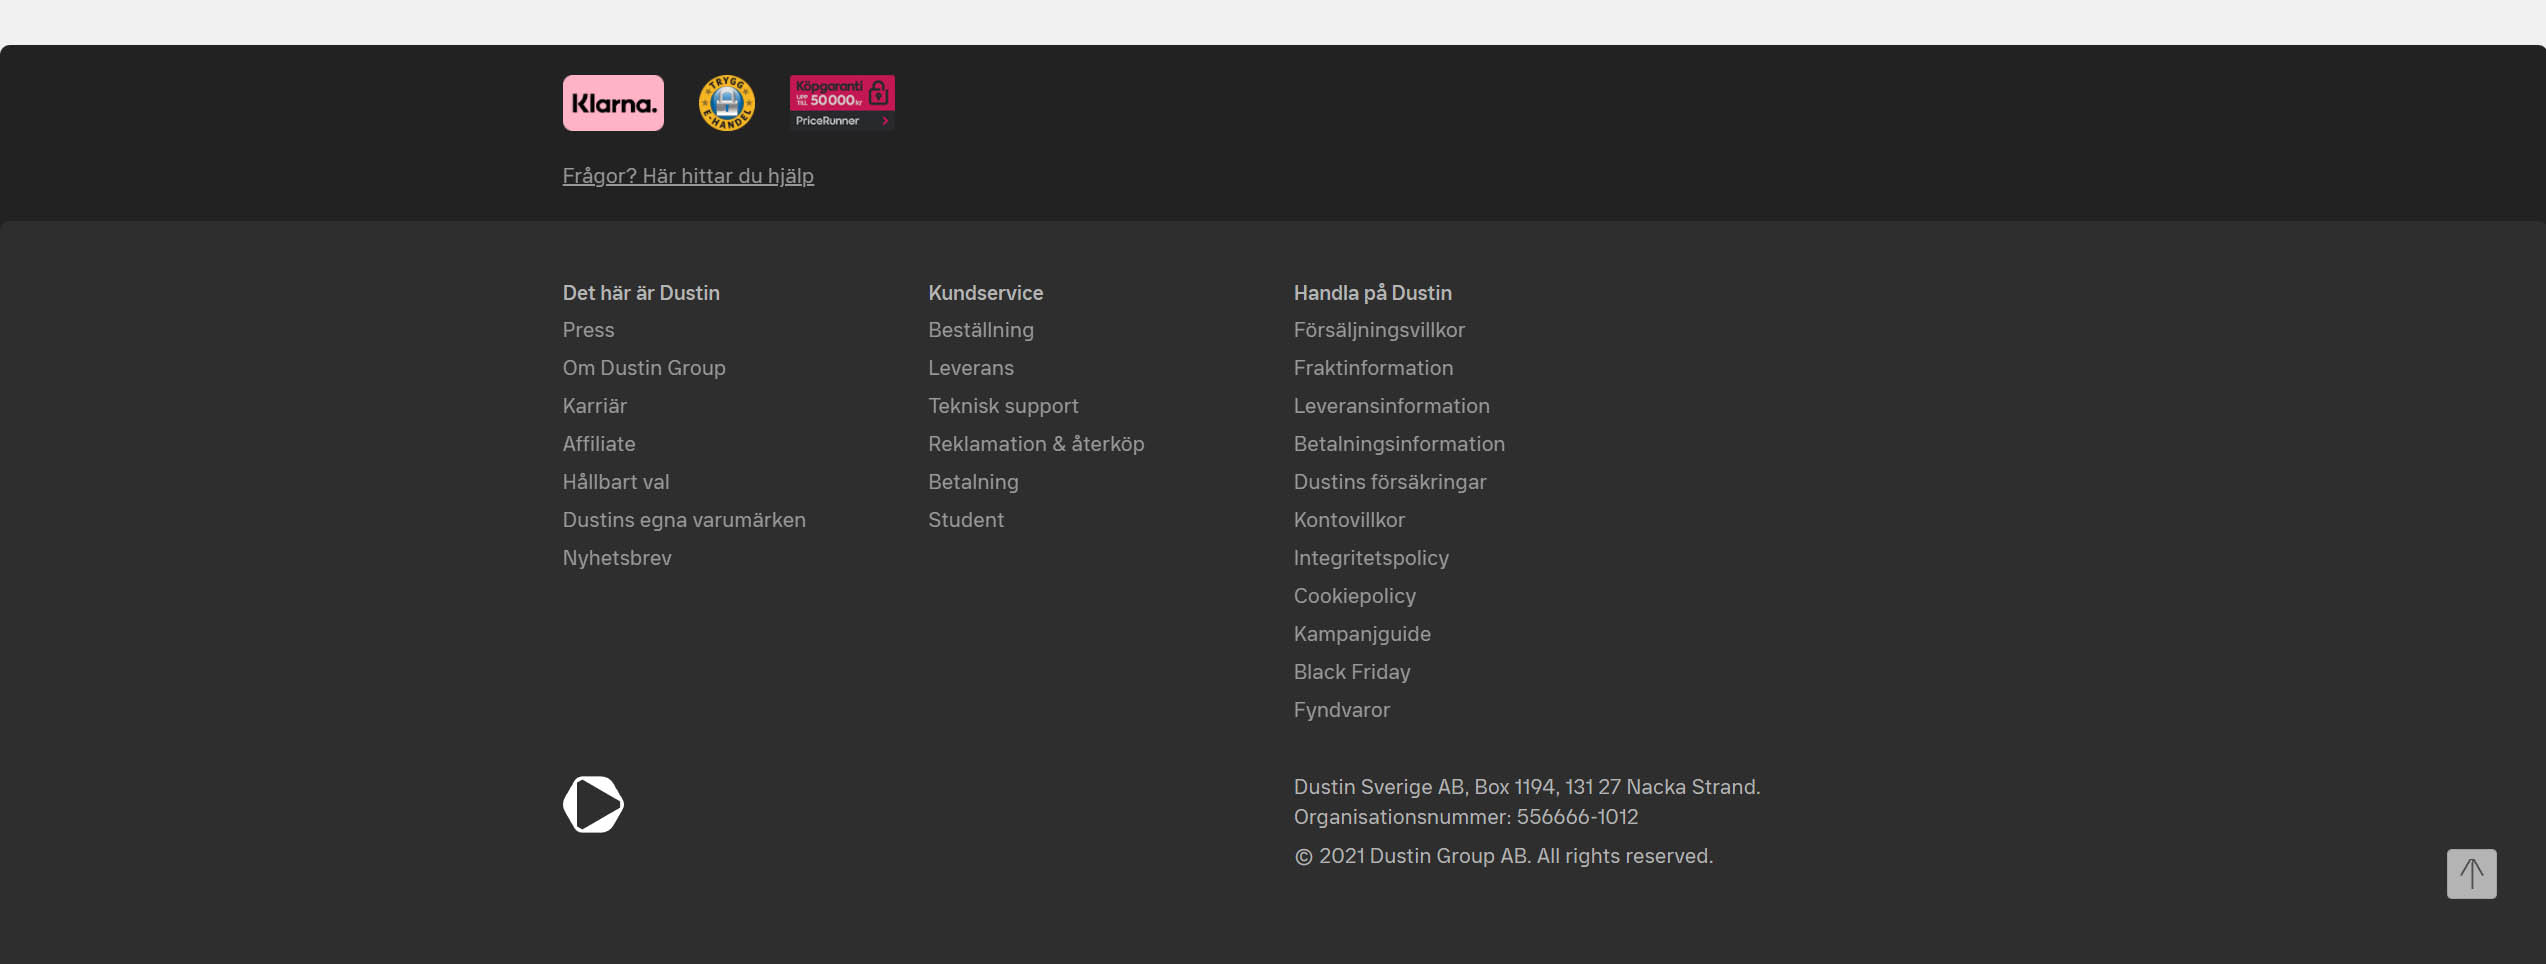 Klarna.
TRYGG
E-HANDEL
Köpgaranti
UPP TILL 50000kr
PriceRunner
Frågor? Här hittar du hjälp
Det här är Dustin
Press
Om Dustin Group
Karriär
Affiliate
Hållbart val
Dustins egna varumärken
Nyhetsbrev
Kundservice
Beställning
Leverans
Teknisk support
Reklamation & återköp
Betalning
Student
Handla på Dustin
Försäljningsvillkor
Fraktinformation
Leveransinformation
Betalningsinformation
Dustins försäkringar
Kontovillkor
Integritetspolicy
Cookiepolicy
Kampanjguide
Black Friday
Fyndvaror
Dustin Sverige AB, Box 1194, 131 27 Nacka Strand.
Organisationsnummer: 556666-1012
© 2021 Dustin Group AB. All rights reserved.